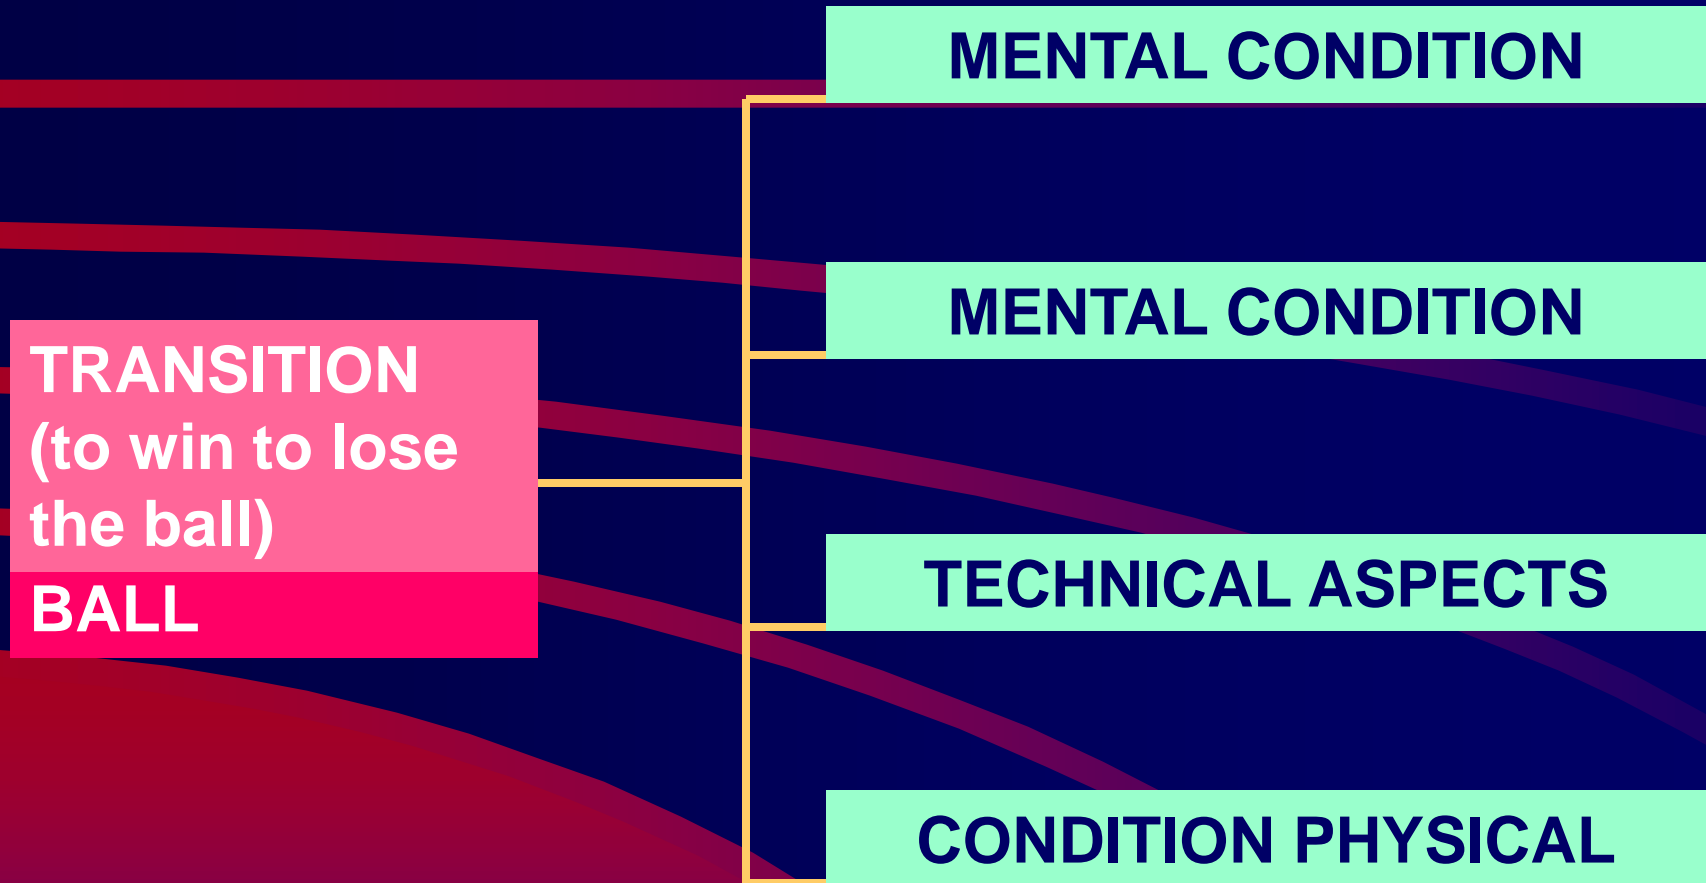 MENTAL CONDITION
MENTAL CONDITION
TRANSITION
(to win to lose
the ball)
BALL
TECHNICAL ASPECTS
CONDITION PHYSICAL